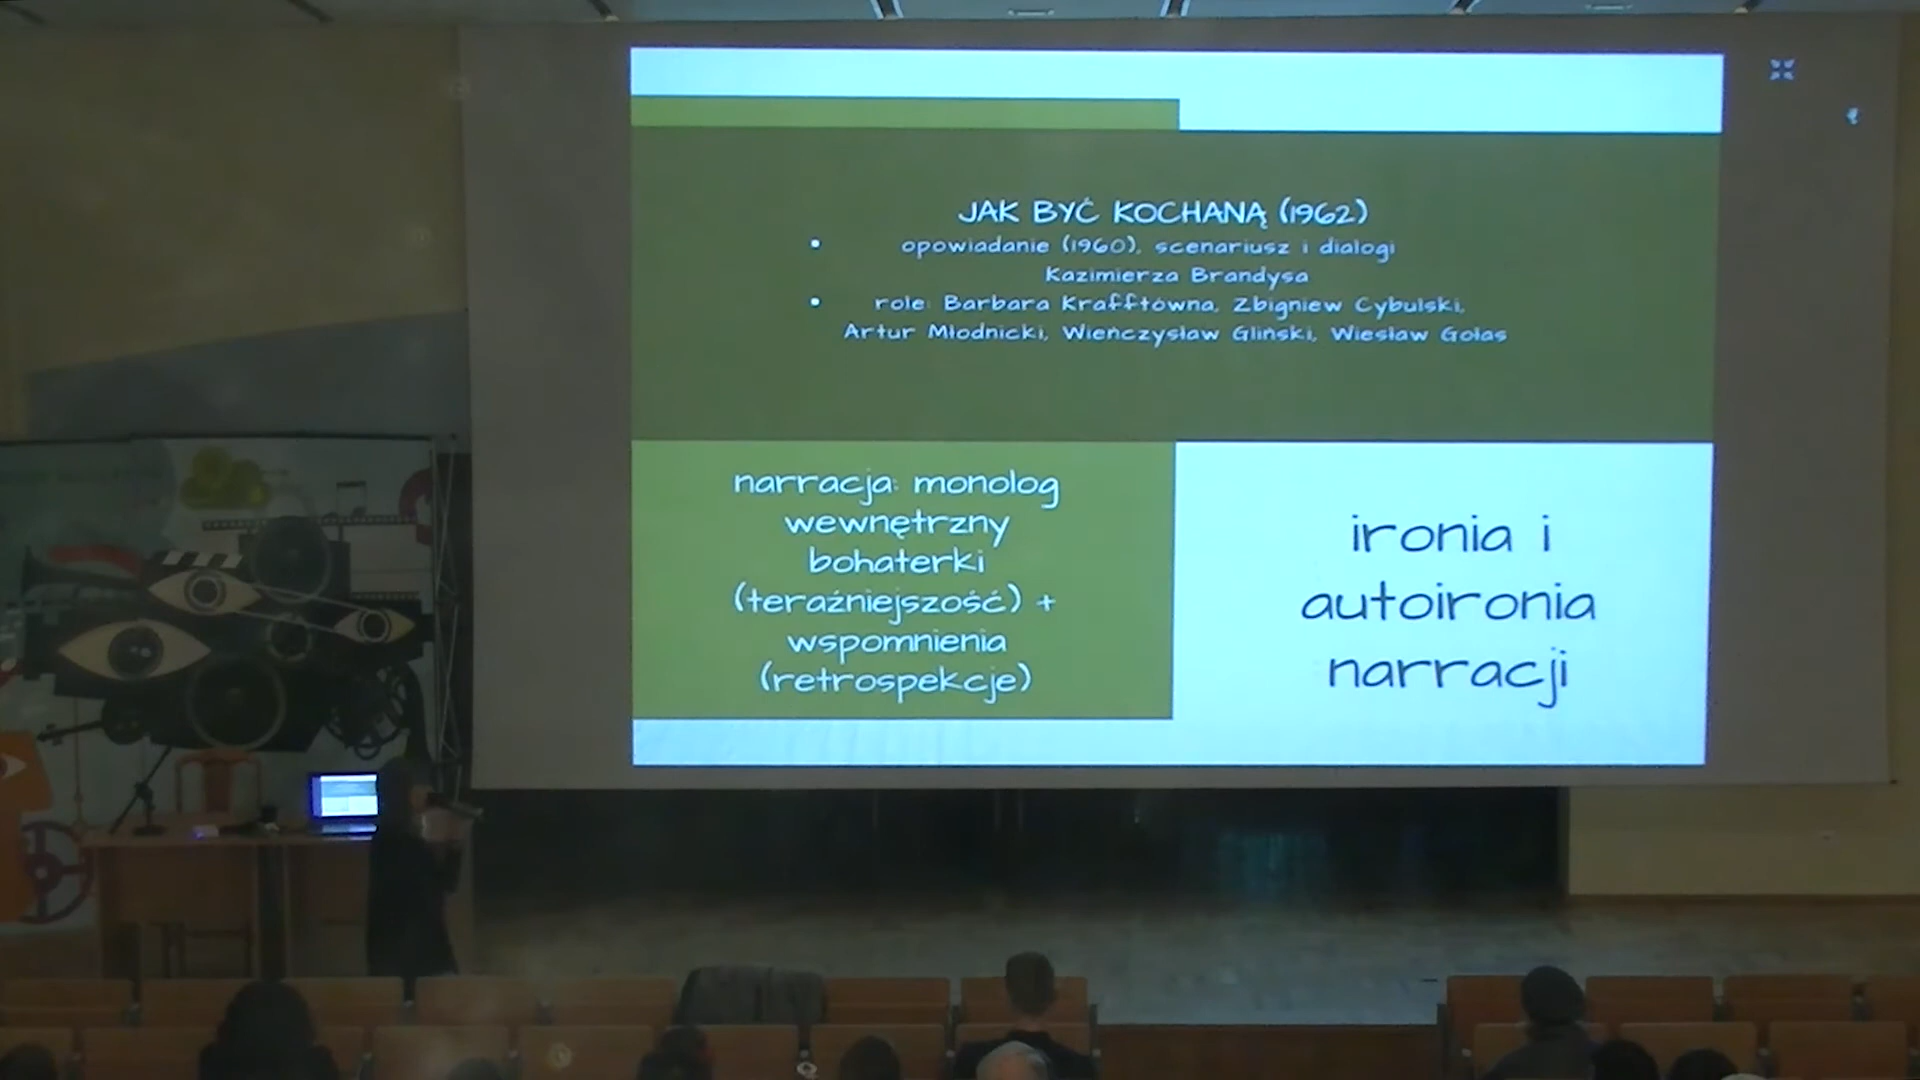 JAK BYĆ KOCHANĄ (1962)
• opowiadanie (1960), scenariusz i dialogi
Kazimierza Brandysa
• role: Barbara Krafftówna, Zbigniew Cybulski,
Artur Młodnicki, Wieńczysław Gliński, Wiesław Gołas
narracja: monolog
wewnętrzny
bohaterki
(teraźniejszość) +
wspomnienia
(retrospekcje)
ironia i
autoironia
narracji